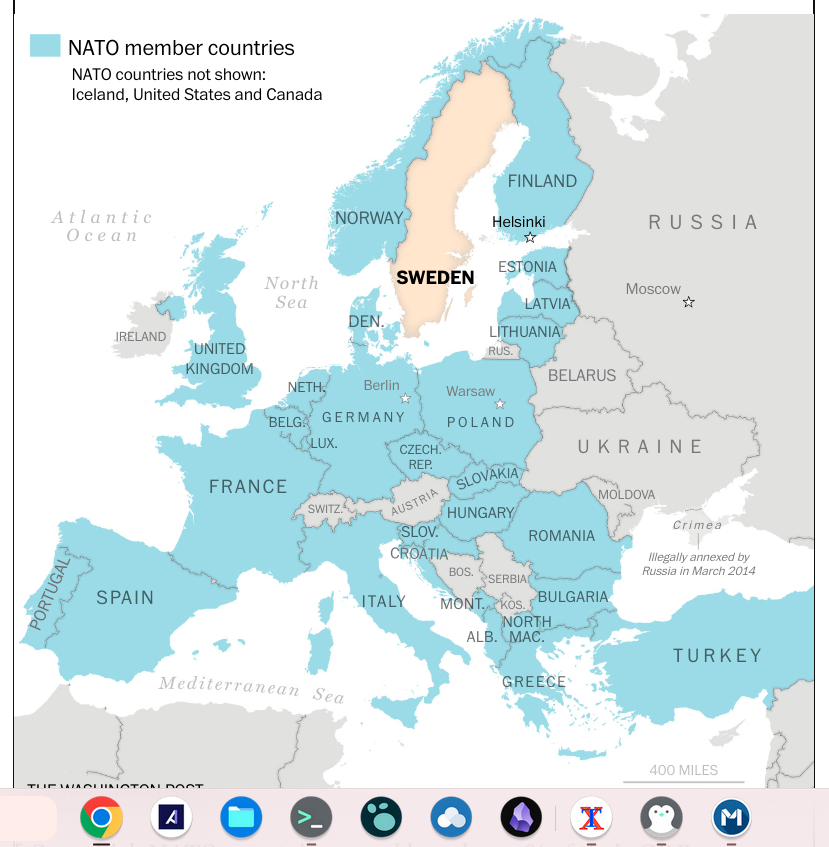 NATO member countries
NATO countries not shown:
Iceland, United States and Canada
FINLAND
NORWAY
Atlantic
Ocean
Helsinki
RUSSIA
ESTONIA
SWEDEN
North
Sea
Moscow
LATVIA
DEN.
LITHUANIA
IRELAND
RUS.
UNITED
KINGDOM
BELARUS
NETH.
Berlin
Warsaw
GERMANY
POLAND
BELG.
LUX.
CZECH.
REP.
UKRAINE
SLOVAKIA
FRANCE
AUSTRIA
MOLDOVA
SWITZ.
HUNGARY
Crimea
SLOV.
ROMANIA
CROATIA
Illegally annexed by
Russia in March 2014
BOS.
SERBIA
PORTUGAL
SPAIN
ITALY
MONT.
KOS.
BULGARIA
NORTH
MAC.
ALB.
TURKEY
GREECE
Mediterranean Sea
400 MILES
THE WASHINGTON POST